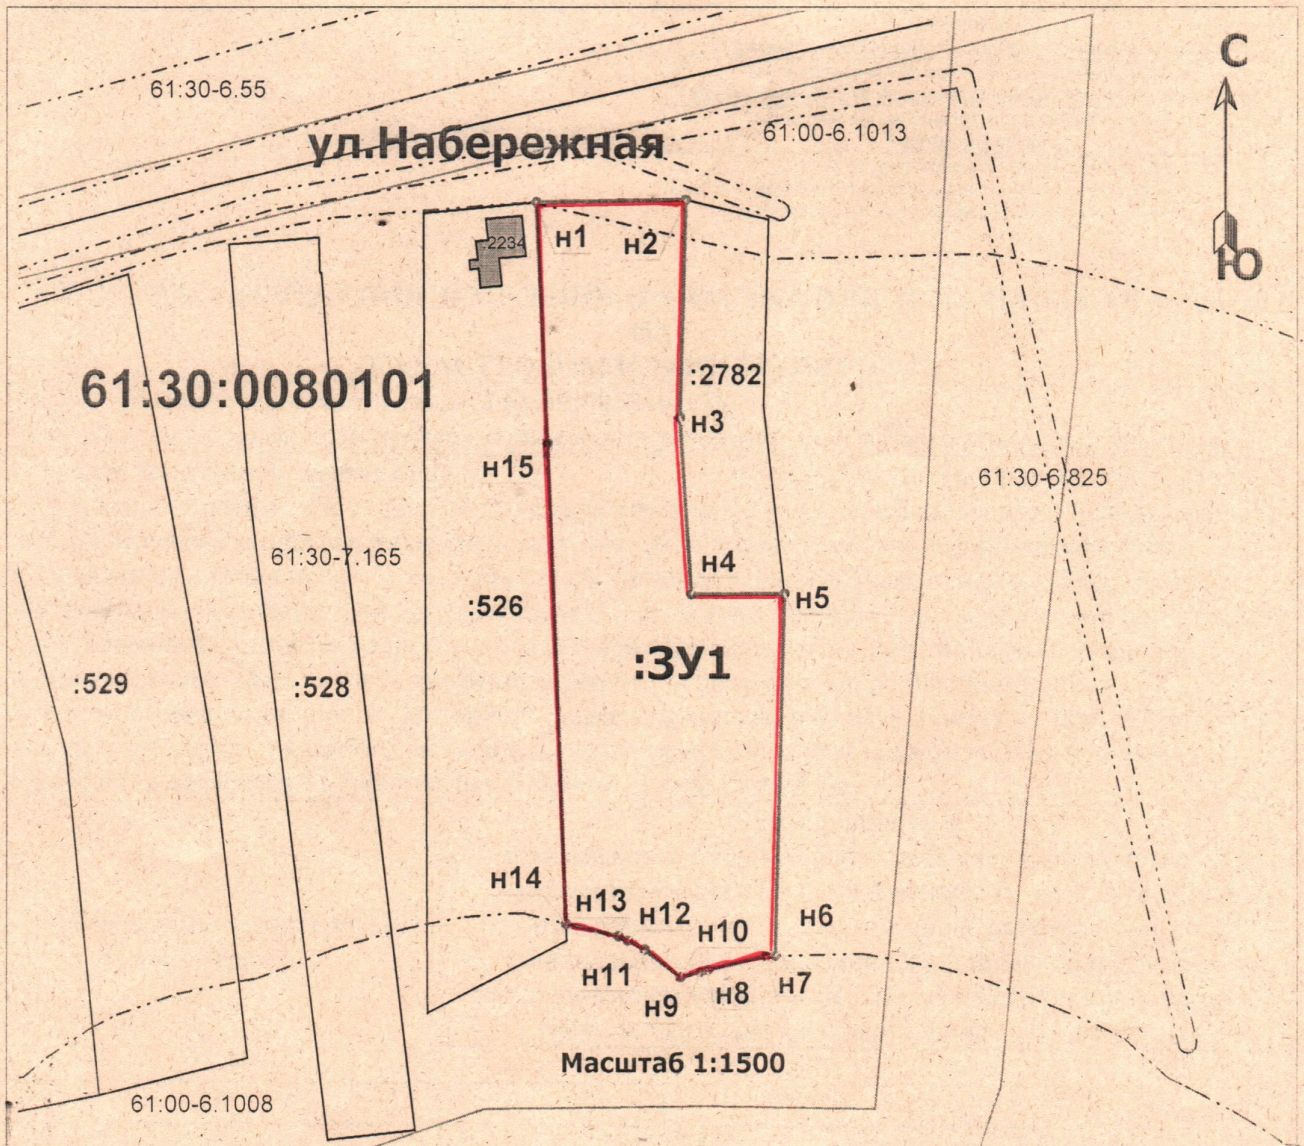 С
61:30-6.55
ул.Набережная
61:00-6.1013
н1
н2
:2234
Ю
:2782
61:30:0080101
н3
н15
61:30-6.825
61:30-7.165
н4
:526
н5
:ЗУ1
:529
:528
н14
н13
н12
н6
н10
н11
н8
н7
н9
Масштаб 1:1500
61:00-6.1008